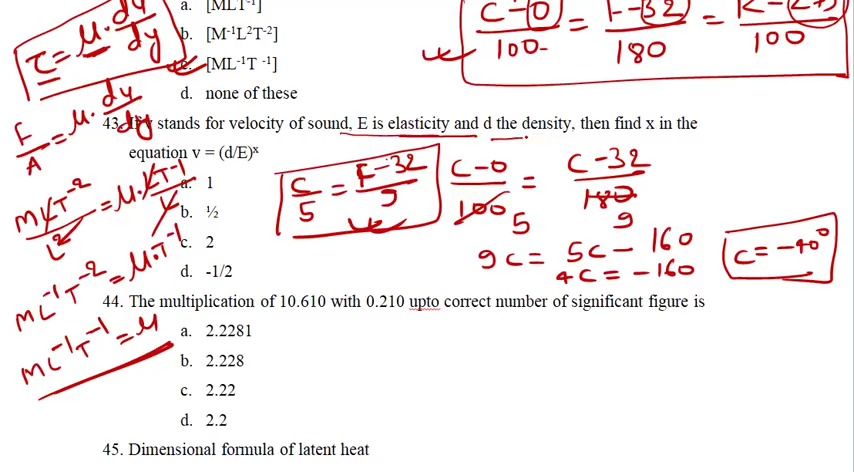 a. [MLT⁻¹]
b. [M⁻¹L²T⁻²]
c. [ML⁻¹T⁻¹]
d. none of these
τ = μ. du/dy
C-0/100 = F-32/180 = K-273/100
F/A = μ. du/dy
43. If v stands for velocity of sound, E is elasticity and d the density, then find x in the
equation v = (d/E)ˣ
a. 1
b. ½
c. 2
d. -1/2
MLT⁻²/L² = μ. LT⁻¹/L
ML⁻¹T⁻² = μ.T⁻¹
ML⁻¹T⁻¹ = μ
C/5 = F-32/9
C-0/100 = C-32/180
5 9
9C = 5C - 160
4C = -160
C = -40°
44. The multiplication of 10.610 with 0.210 upto correct number of significant figure is
a. 2.2281
b. 2.228
c. 2.22
d. 2.2
45. Dimensional formula of latent heat